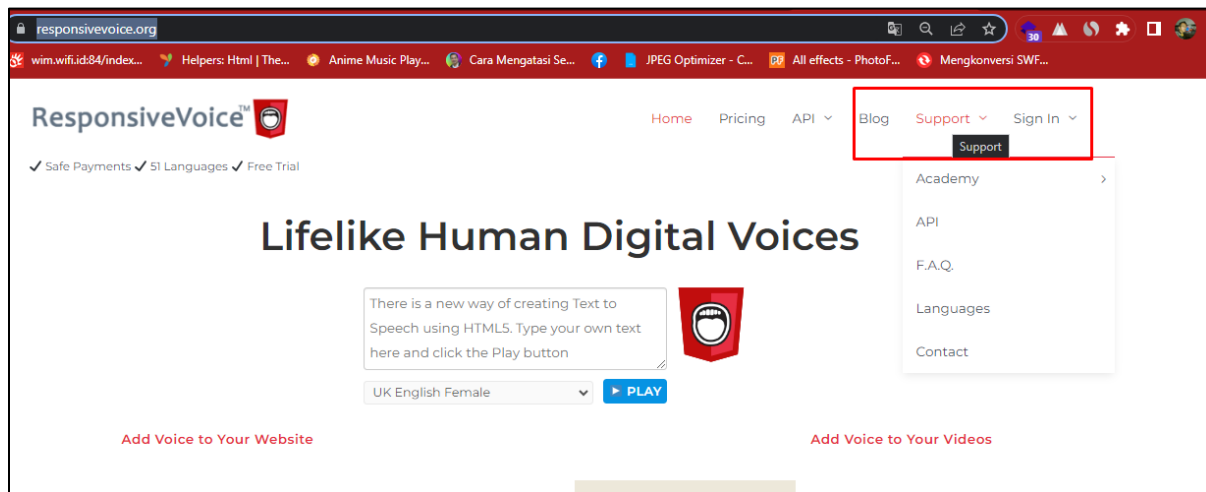 responsivevoice.org
30
wim.wifi.id:84/index... Helpers: Html | The... Anime Music Play... Cara Mengatasi Se... JPEG Optimizer - C... All effects - PhotoF... Mengkonversi SWF...
ResponsiveVoice™ Home Pricing API Blog Support Sign In
Support
✓ Safe Payments ✓ 51 Languages ✓ Free Trial
Academy
API
F.A.Q.
Languages
Contact
Lifelike Human Digital Voices
There is a new way of creating Text to
Speech using HTML5. Type your own text
here and click the Play button
UK English Female PLAY
Add Voice to Your Website Add Voice to Your Videos